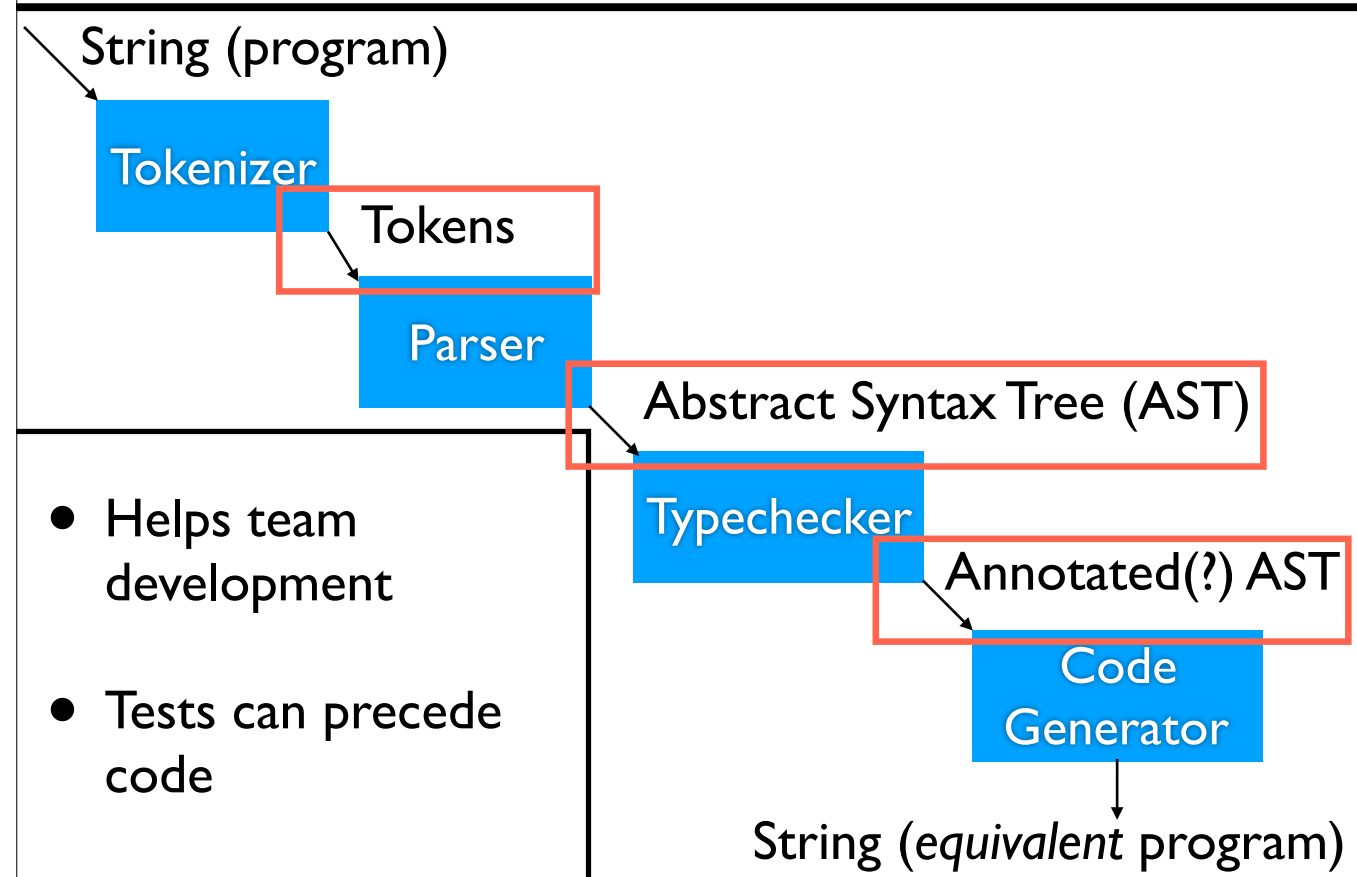 String (program)
Tokenizer
Tokens
Parser
Abstract Syntax Tree (AST)
Typechecker
Annotated(?) AST
Code
Generator
String (equivalent program)
• Helps team
development
• Tests can precede
code